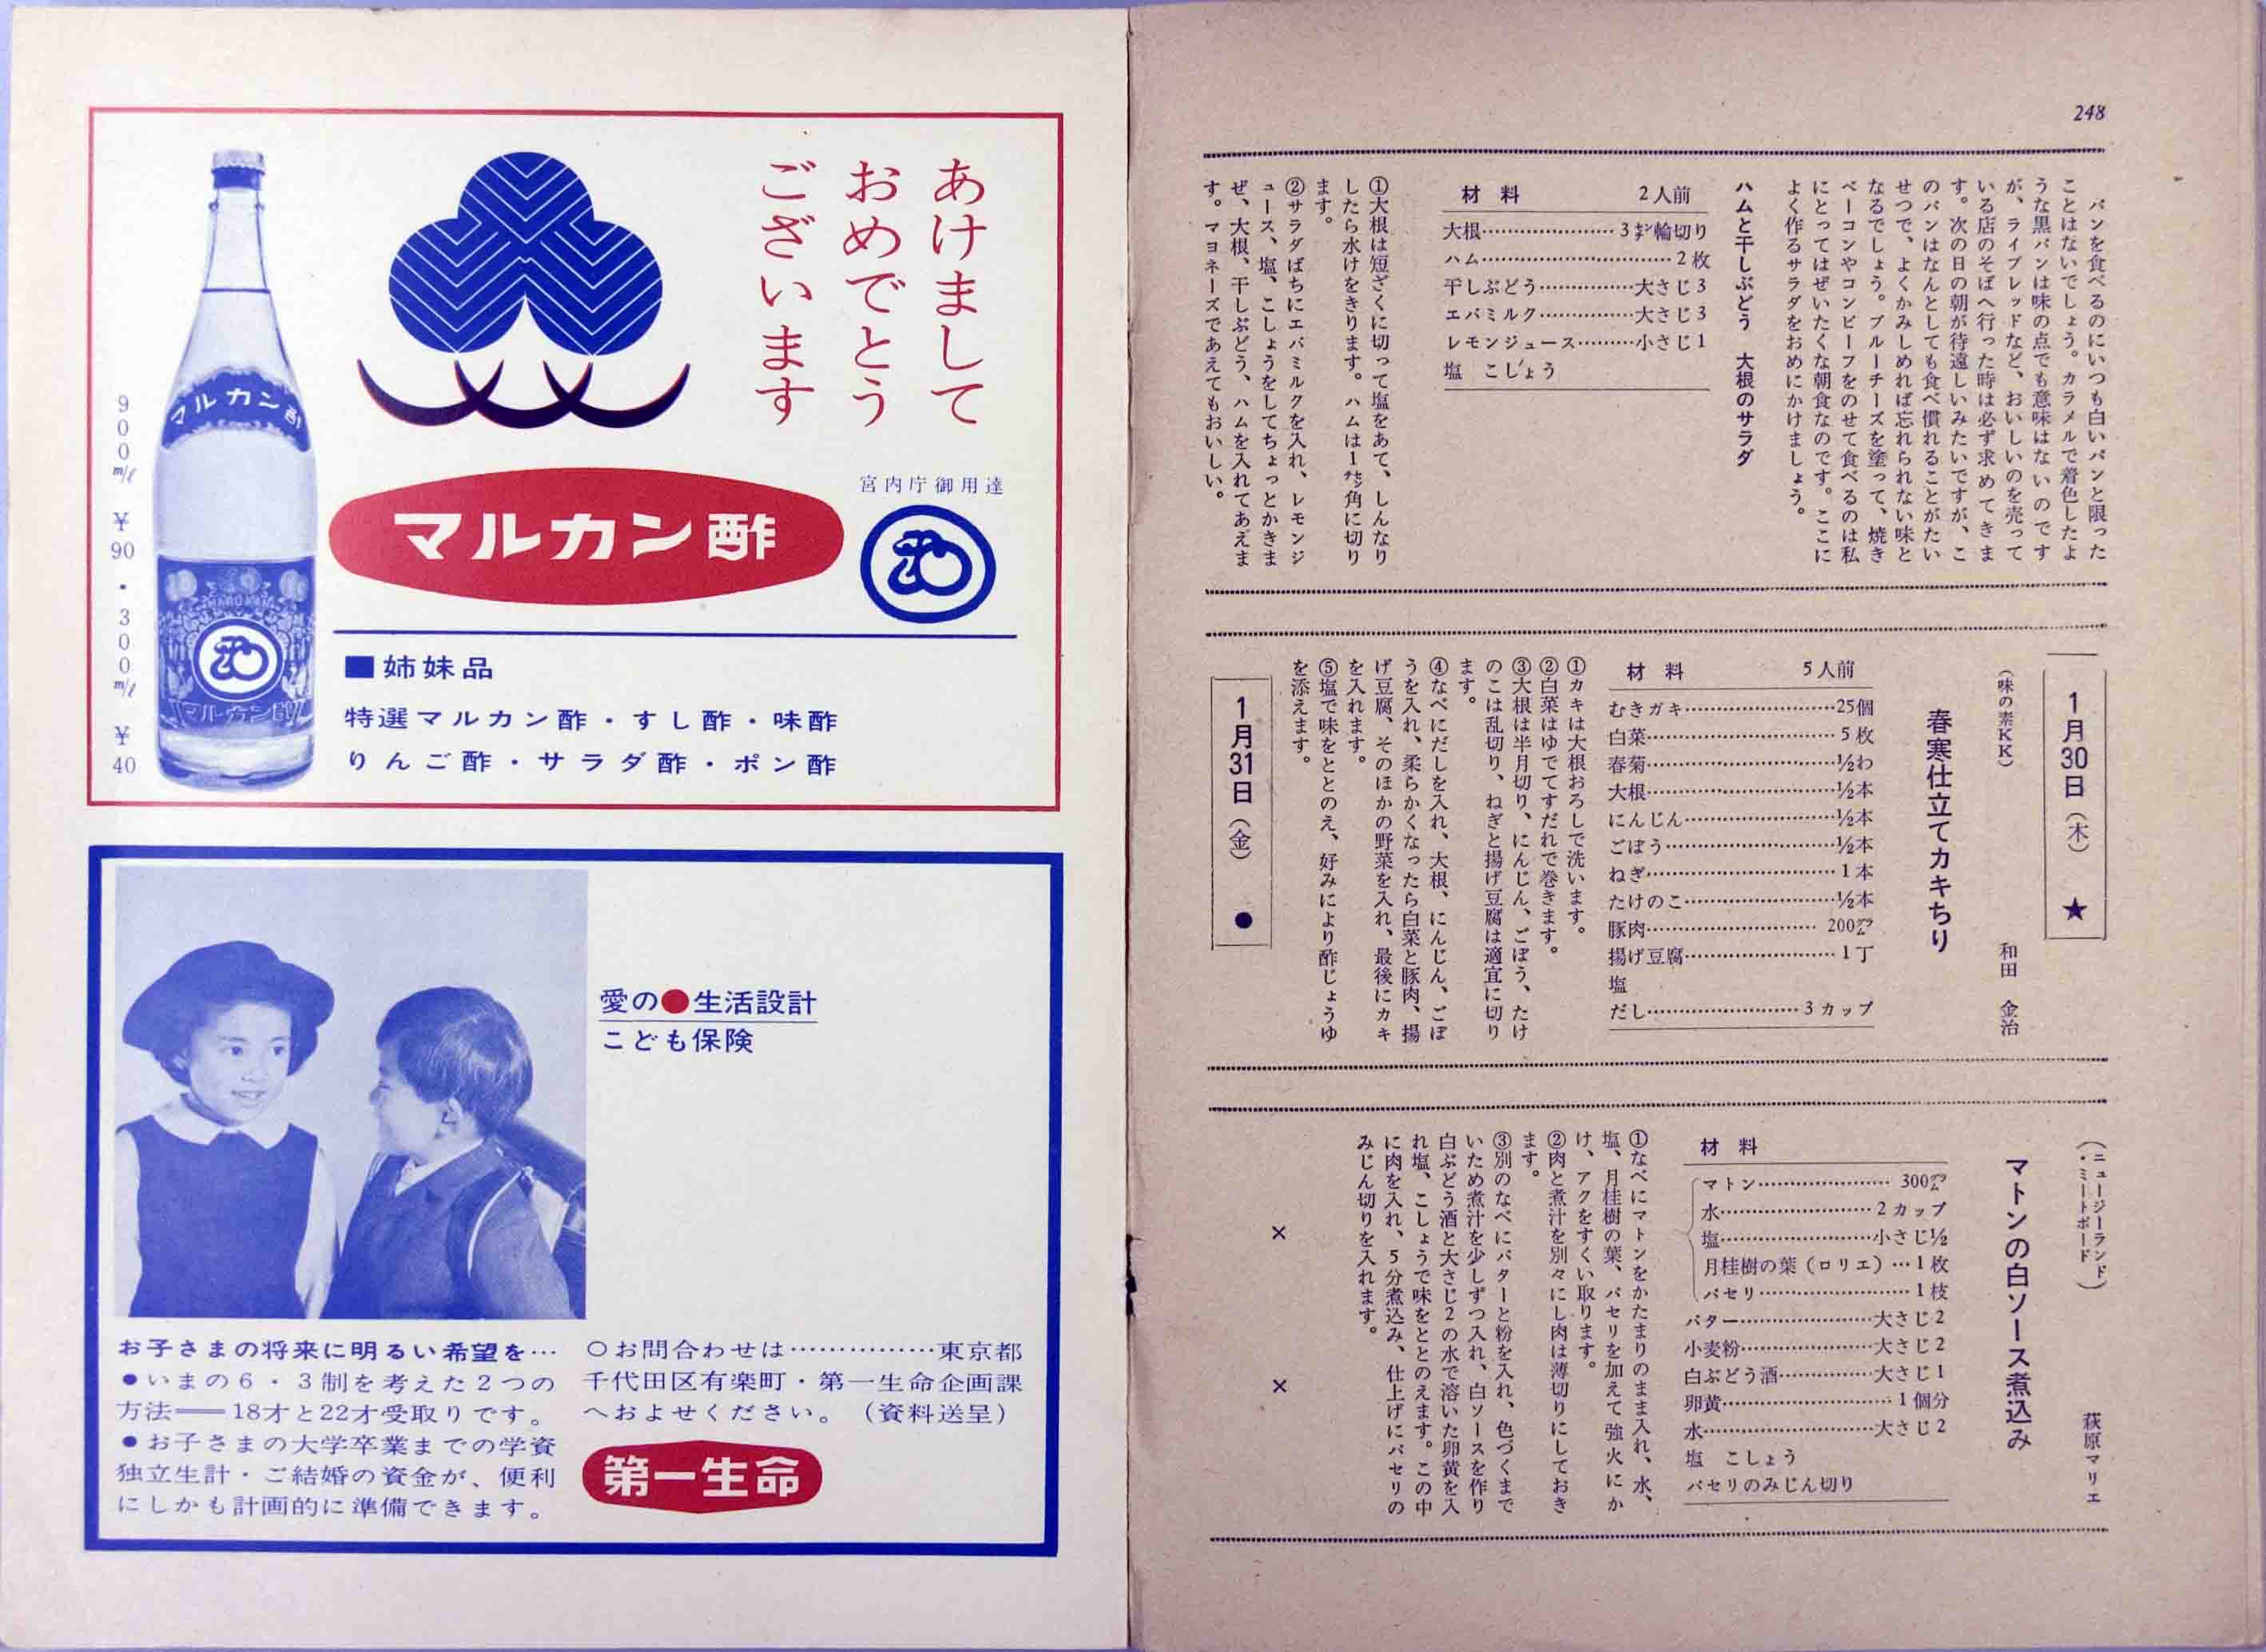 248
パンを食べるのにいつも白いパンと限った
ことはないでしょう。カラメルで着色したよ
うな黒パンは味の点でも意味はないのです
が、ライブレッドなど、おいしいのを売って
いる店のそばへ行った時は必ず求めてきま
す。次の日の朝が待遠しいみたいですが、こ
のパンはなんとしても食べ慣れることがたい
せつで、よくかみしめれば忘れられない味と
なるでしょう。ブルーチーズを塗って、焼き
ベーコンやコンビーフをのせて食べるのは私
にとってはぜいたくな朝食なのです。ここに
よく作るサラダをおめにかけましょう。
ハムと干しぶどう 大根のサラダ
材料 2人前
大根……………………3㌢輪切り
ハム……………………2枚
干しぶどう……………大さじ3
エバミルク……………大さじ3
レモンジュース………小さじ1
塩 こしょう
①大根は短ざくに切って塩をあて、しんなり
したら水けをきります。ハムは1㌢角に切り
ます。
②サラダばちにエバミルクを入れ、レモンジ
ュース、塩、こしょうをしてちょっとかきま
ぜ、大根、干しぶどう、ハムを入れてあえま
す。マヨネーズであえてもおいしい。
1月30日(木) ★
(味の素KK) 和田 金治
春寒仕立てカキちり
材料 5人前
むきガキ……………………25個
白菜…………………………5枚
春菊…………………………½わ
大根…………………………½本
にんじん……………………½本
ごぼう………………………½本
ねぎ…………………………1本
たけのこ……………………½本
豚肉…………………………200㌘
揚げ豆腐……………………1丁
塩
だし…………………………3カップ
①カキは大根おろしで洗います。
②白菜はゆでてすだれで巻きます。
③大根は半月切り、にんじん、ごぼう、たけ
のこは乱切り、ねぎと揚げ豆腐は適宜に切り
ます。
④なべにだしを入れ、大根、にんじん、ごぼ
うを入れ、柔らかくなったら白菜と豚肉、揚
げ豆腐、そのほかの野菜を入れ、最後にカキ
を入れます。
⑤塩で味をととのえ、好みにより酢じょうゆ
を添えます。
1月31日(金) ●
(ニュージーランド
・ミートボード) 萩原マリエ
マトンの白ソース煮込み
材料
マトン…………………300㌘
水………………………2カップ
塩………………………小さじ½
月桂樹の葉(ロリエ)…1枚
パセリ…………………1枝
バター…………………大さじ2
小麦粉…………………大さじ2
白ぶどう酒……………大さじ1
卵黄……………………1個分
水………………………大さじ2
塩 こしょう
パセリのみじん切り
①なべにマトンをかたまりのまま入れ、水、
塩、月桂樹の葉、パセリを加えて強火にか
け、アクをすくい取ります。
②肉と煮汁を別々にし肉は薄切りにしておき
ます。
③別のなべにバターと粉を入れ、色づくまで
いため煮汁を少しずつ入れ、白ソースを作り
白ぶどう酒と大さじ2の水で溶いた卵黄を入
れ塩、こしょうで味をととのえます。この中
に肉を入れ、5分煮込み、仕上げにパセリの
みじん切りを入れます。
× ×
あけまして
おめでとう
ございます
宮内庁御用達
マルカン酢
マルカン酢
MARUKAN
マルカン酢
900㎖ ¥90・300㎖ ¥40
■姉妹品
特選マルカン酢・すし酢・味酢
りんご酢・サラダ酢・ポン酢
愛の●生活設計
こども保険
お子さまの将来に明るい希望を…
●いまの6・3制を考えた2つの
方法──18才と22才受取りです。
●お子さまの大学卒業までの学資
独立生計・ご結婚の資金が、便利
にしかも計画的に準備できます。
○お問合わせは……………東京都
千代田区有楽町・第一生命企画課
へおよせください。(資料送呈)
第一生命